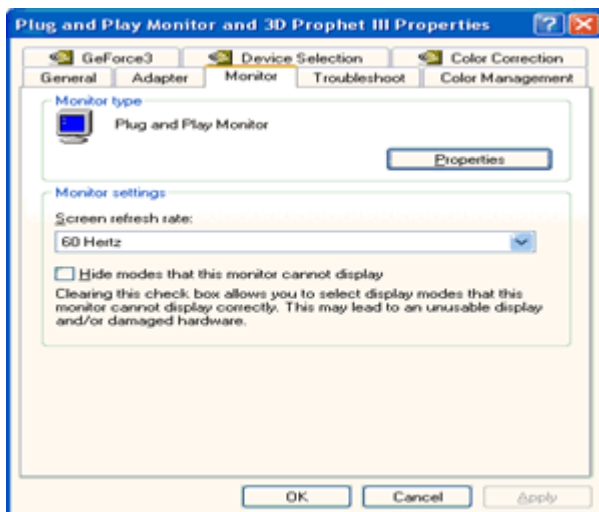 Plug and Play Monitor and 3D Prophet III Properties
GeForce3 Device Selection Color Correction
General Adapter Monitor Troubleshoot Color Management
Monitor type
Plug and Play Monitor
Properties
Monitor settings
Screen refresh rate:
60 Hertz
Hide modes that this monitor cannot display
Clearing this check box allows you to select display modes that this
monitor cannot display correctly. This may lead to an unusable display
and/or damaged hardware.
OK Cancel Apply